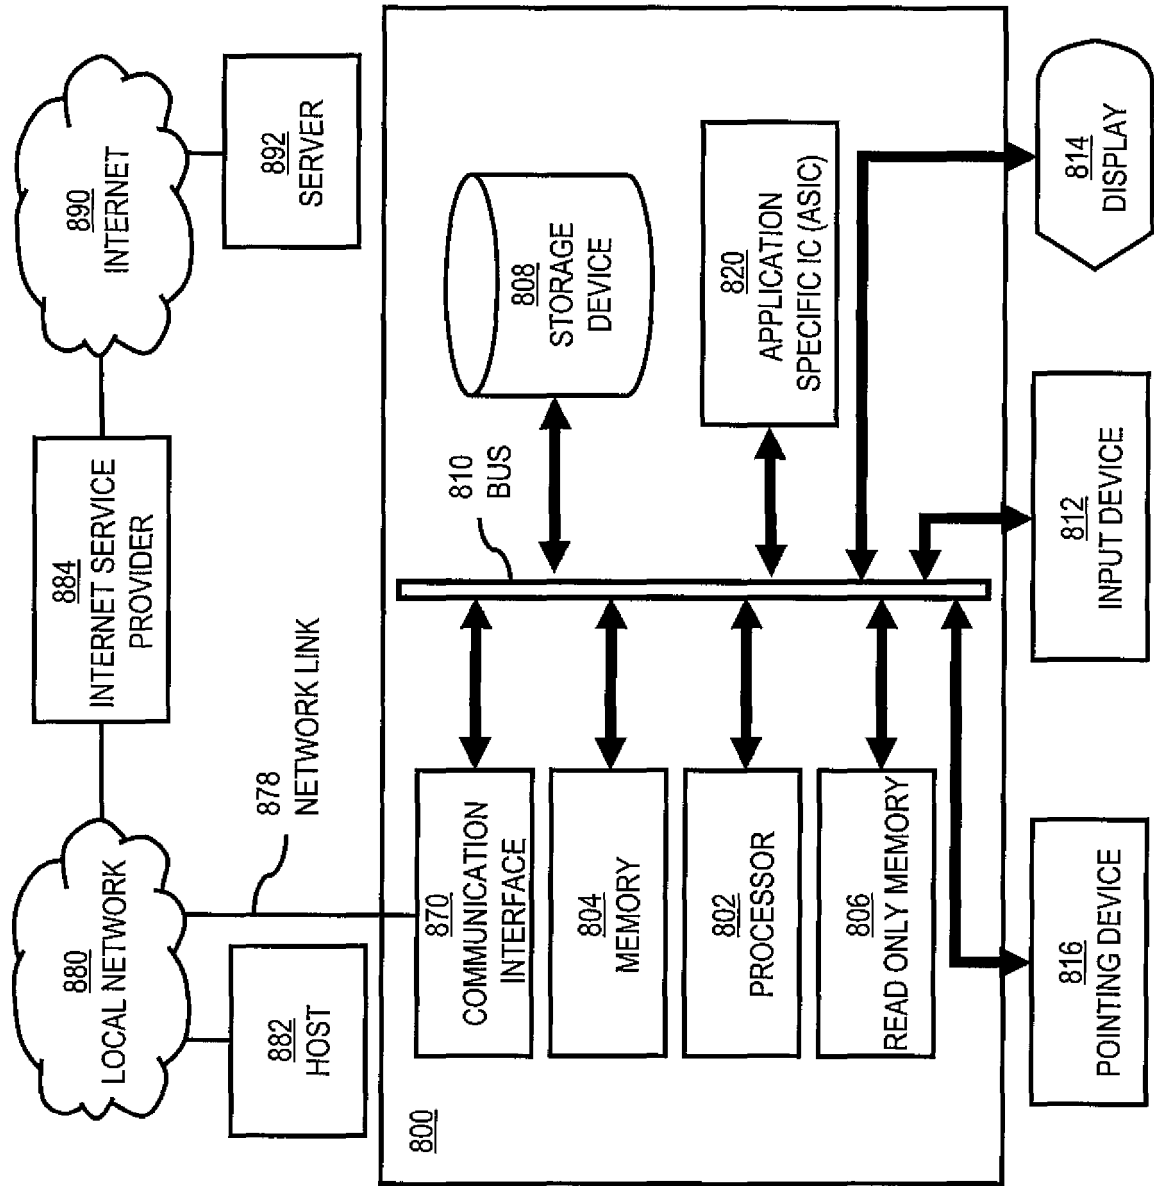 800
816
POINTING DEVICE
812
INPUT DEVICE
814
DISPLAY
806
READ ONLY MEMORY
802
PROCESSOR
804
MEMORY
870
COMMUNICATION
INTERFACE
810
BUS
820
APPLICATION
SPECIFIC IC (ASIC)
808
STORAGE
DEVICE
878
NETWORK LINK
882
HOST
880
LOCAL NETWORK
884
INTERNET SERVICE
PROVIDER
890
INTERNET
892
SERVER